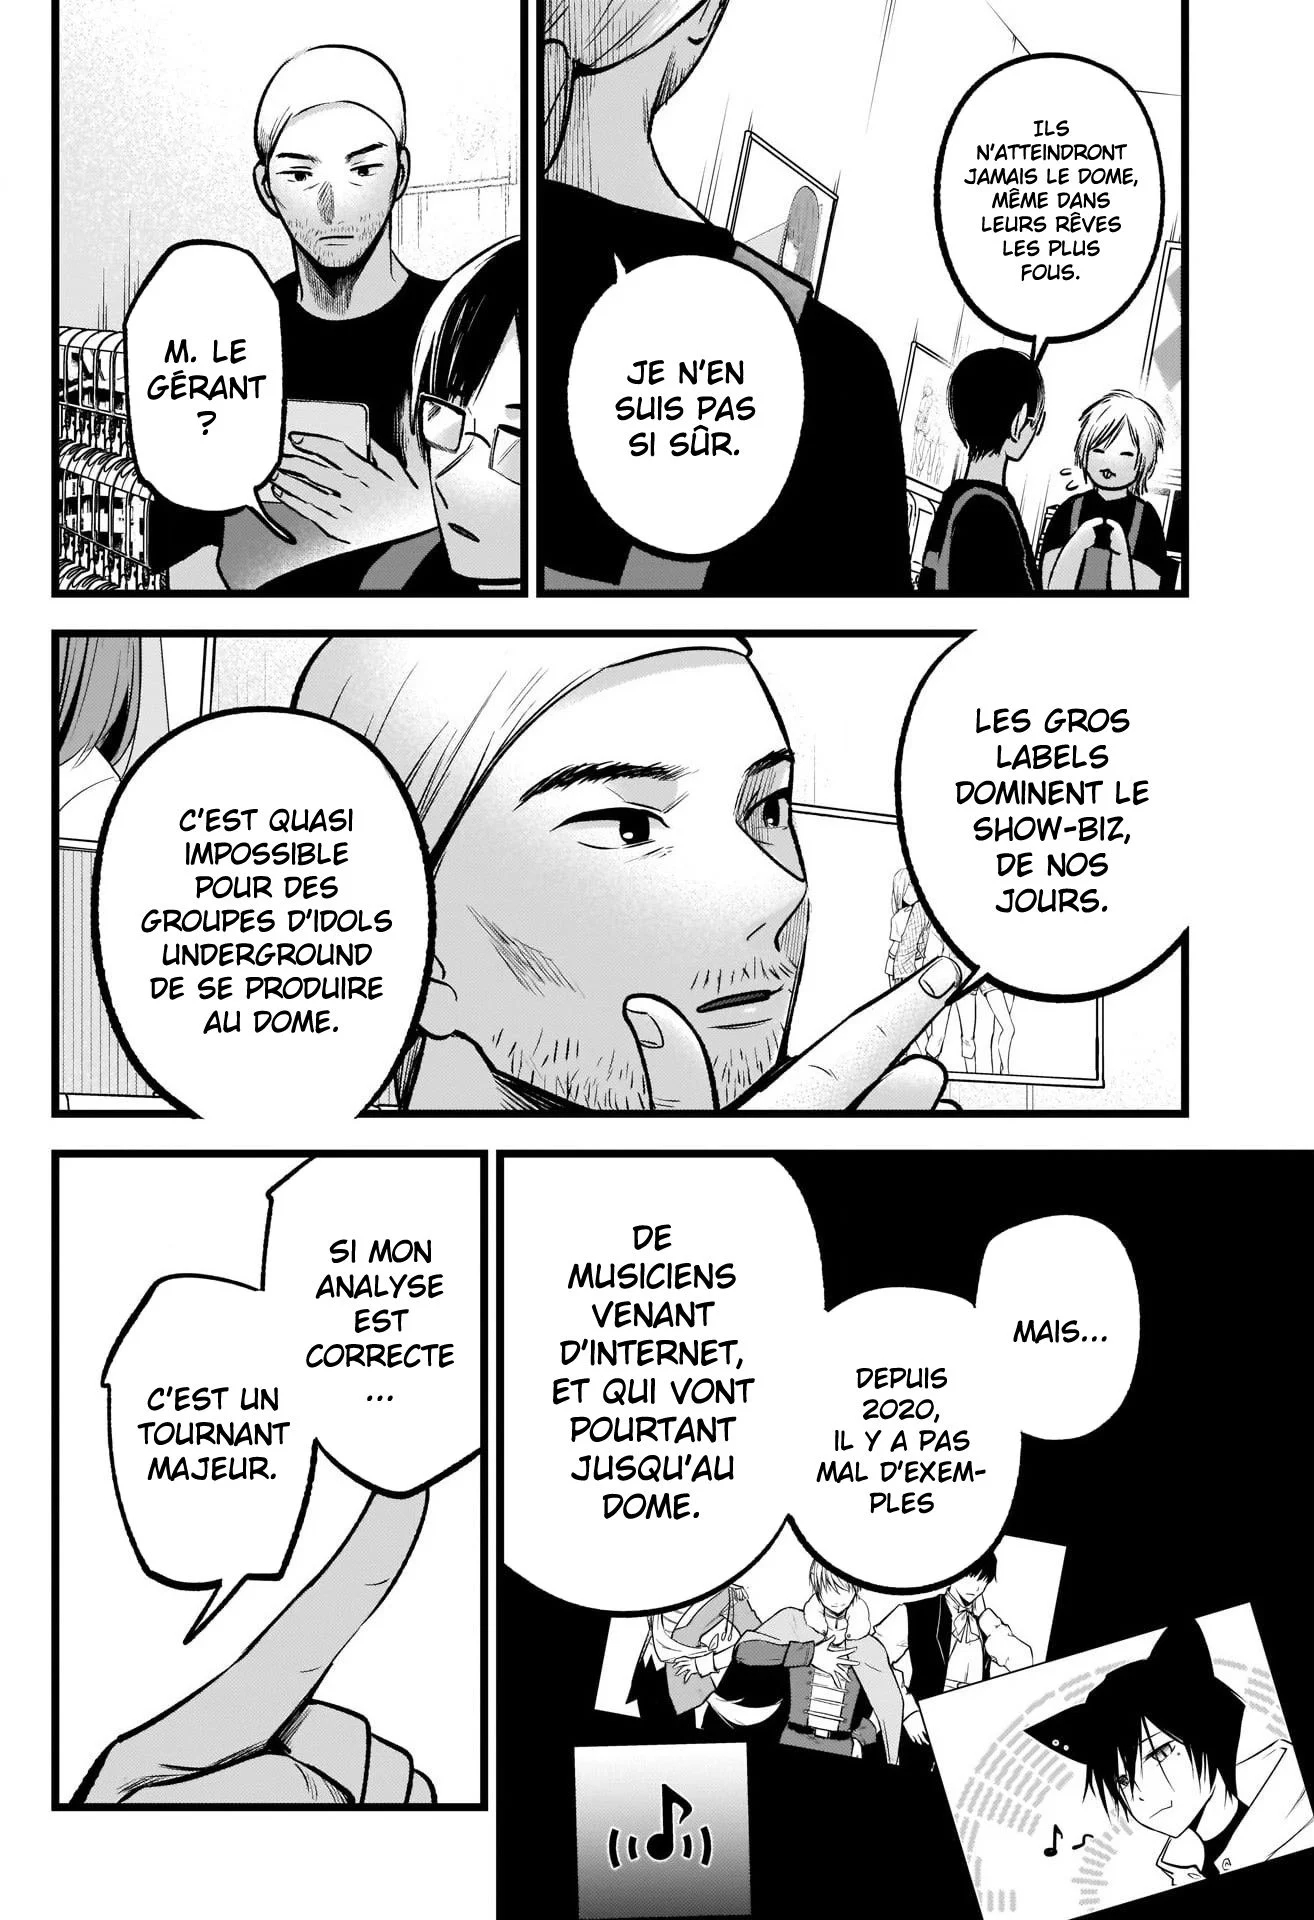 ILS
N'ATTEINDRONT
JAMAIS LE DOME,
MÊME DANS
LEURS RÊVES
LES PLUS
FOUS.
JE N'EN
SUIS PAS
SI SÛR.
M. LE
GÉRANT
?
LES GROS
LABELS
DOMINENT LE
SHOW-BIZ,
DE NOS
JOURS.
C'EST QUASI
IMPOSSIBLE
POUR DES
GROUPES D'IDOLS
UNDERGROUND
DE SE PRODUIRE
AU DOME.
MAIS...
DEPUIS
2020,
IL Y A PAS
MAL D'EXEM-
PLES
DE
MUSICIENS
VENANT
D'INTERNET,
ET QUI VONT
POURTANT
JUSQU'AU
DOME.
SI MON
ANALYSE
EST
CORRECTE
...
C'EST UN
TOURNANT
MAJEUR.